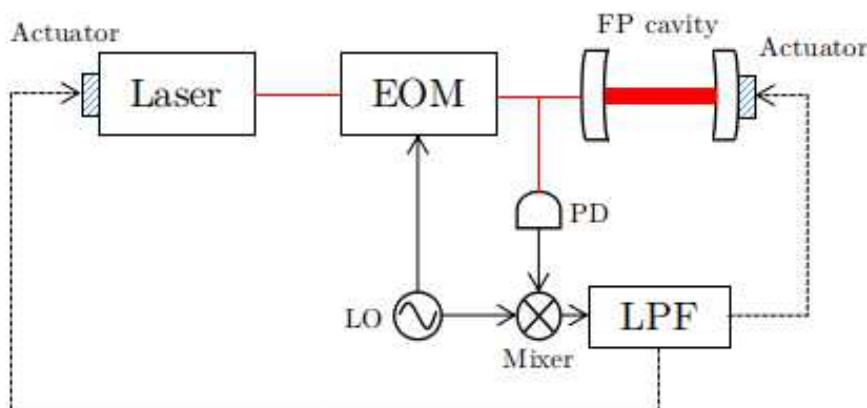 FP cavity
Actuator
Actuator
Laser
EOM
PD
LO
LPF
Mixer